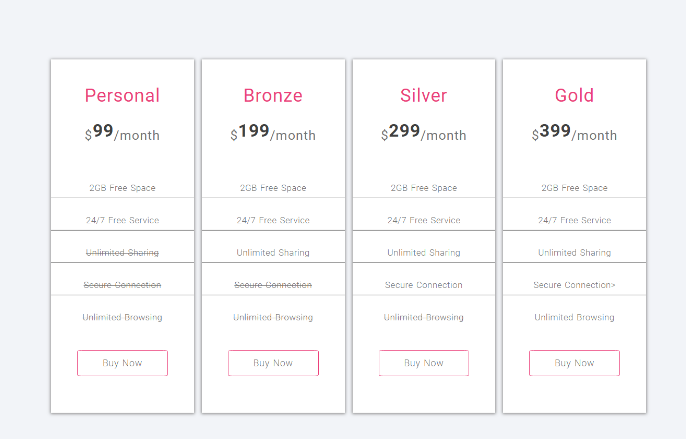 Personal
$99/month
2GB Free Space
24/7 Free Service
Unlimited Sharing
Secure Connection
Unlimited Browsing
Buy Now
Bronze
$199/month
2GB Free Space
24/7 Free Service
Unlimited Sharing
Secure Connection
Unlimited Browsing
Buy Now
Silver
$299/month
2GB Free Space
24/7 Free Service
Unlimited Sharing
Secure Connection
Unlimited Browsing
Buy Now
Gold
$399/month
2GB Free Space
24/7 Free Service
Unlimited Sharing
Secure Connection>
Unlimited Browsing
Buy Now